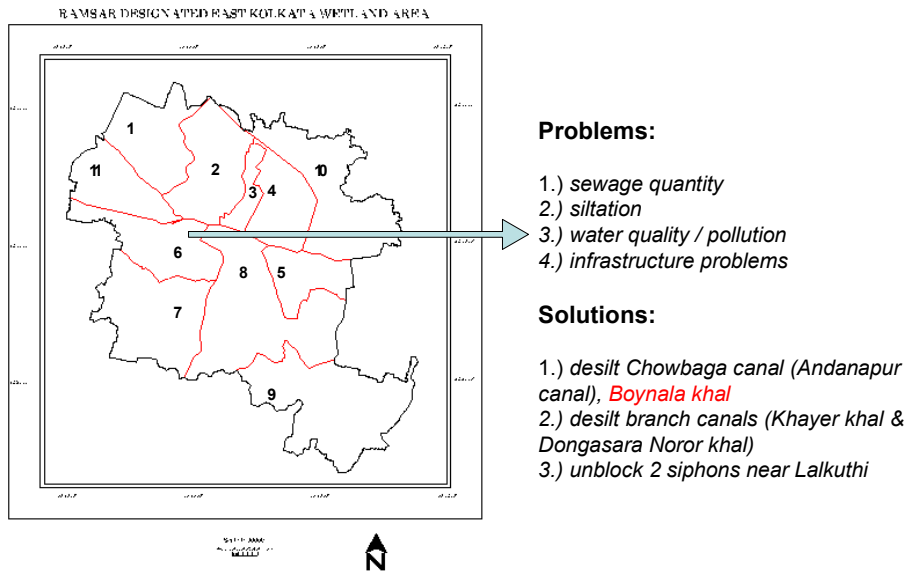 RAMSAR DESIGNATED EAST KOLKATA WETLAND AREA
1
11
2
3
4
10
6
8
5
7
9
N
Problems:
1.) sewage quantity
2.) siltation
3.) water quality / pollution
4.) infrastructure problems
Solutions:
1.) desilt Chowbaga canal (Andanapur
canal), Boynala khal
2.) desilt branch canals (Khayer khal &
Dongasara Noror khal)
3.) unblock 2 siphons near Lalkuthi